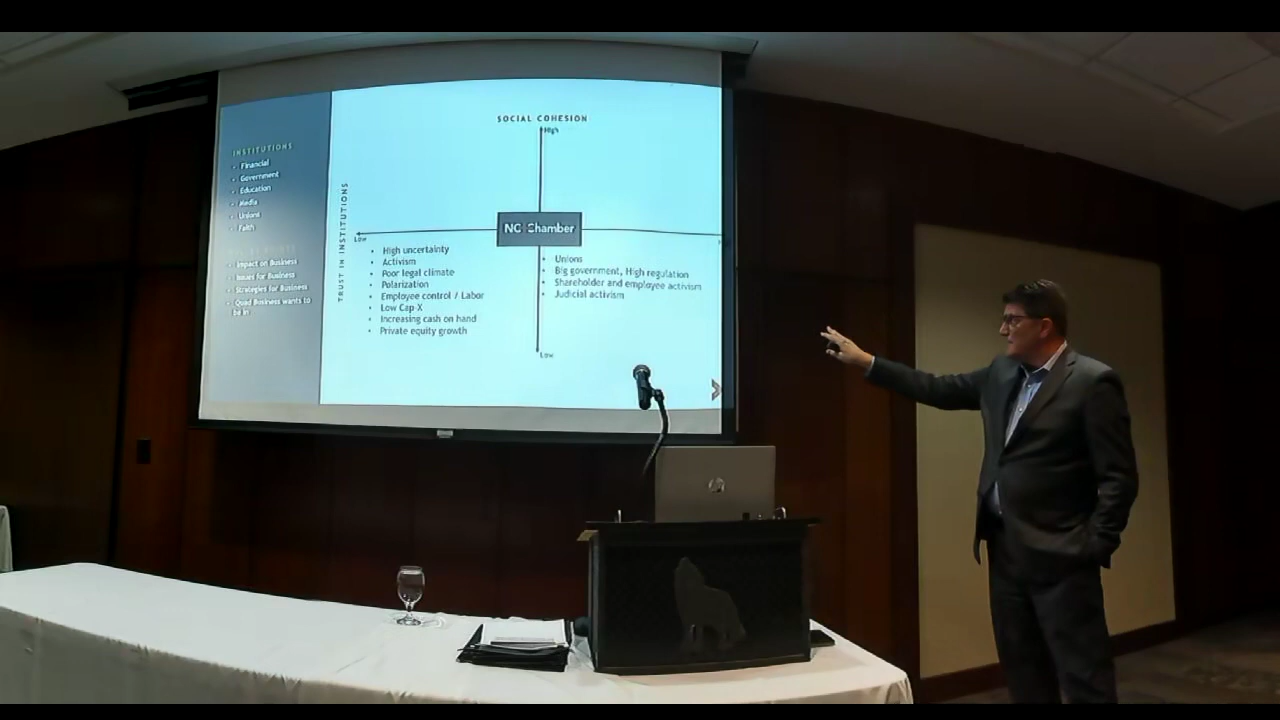 SOCIAL COHESION
High
INSTITUTIONS
• Financial
• Government
• Education
• Media
• Unions
• Faith
• Impact on Business
• Issues for Business
• Strategies for Business
• Quad Business wants to
be in
TRUST IN INSTITUTIONS
Low
NC Chamber
• High uncertainty
• Activism
• Poor legal climate
• Polarization
• Employee control / Labor
• Low Cap-X
• Increasing cash on hand
• Private equity growth
• Unions
• Big government, High regulation
• Shareholder and employee activism
• Judicial activism
Low
hp